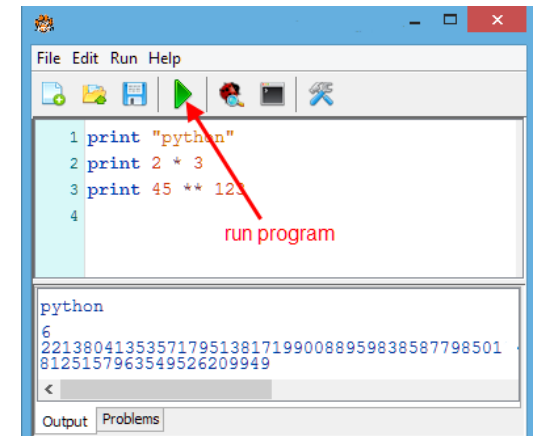 File Edit Run Help
1 print "python"
2 print 2 * 3
3 print 45 ** 123
4
run program
python
6
22138041353571795138171990088959838587798501
8125157963549526209949
Output Problems